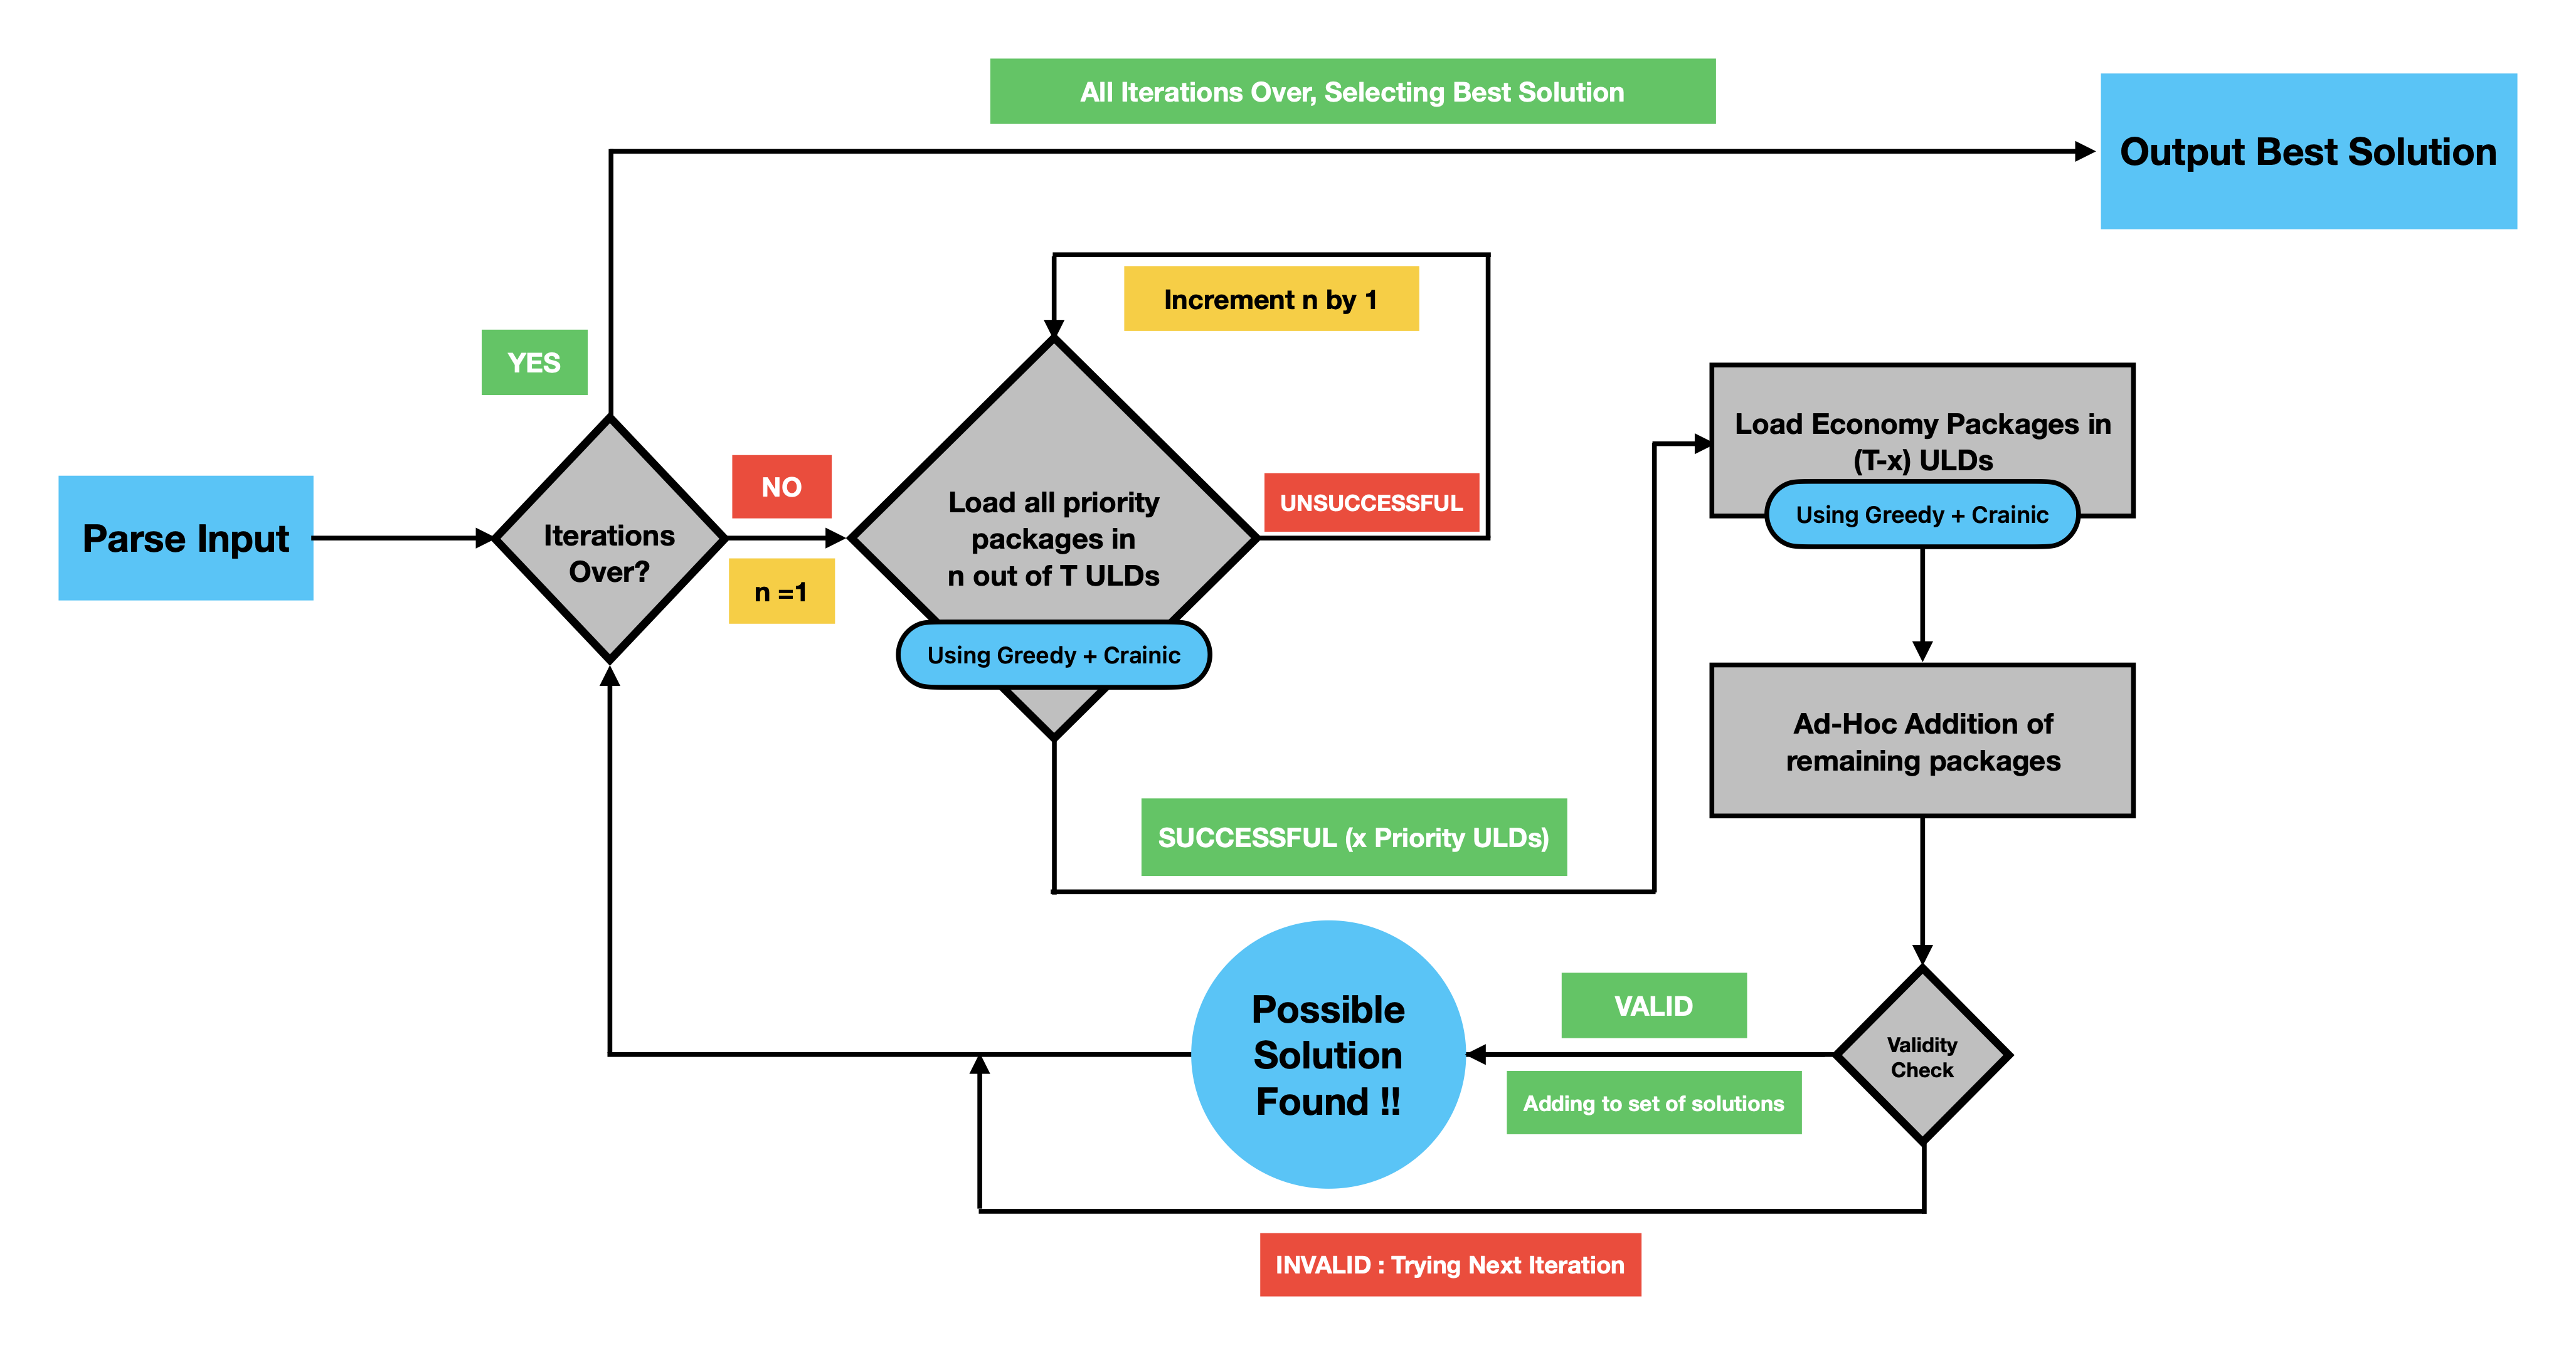 All Iterations Over, Selecting Best Solution
Output Best Solution
Increment n by 1
YES
Load Economy Packages in
(T-x) ULDs
Using Greedy + Crainic
NO
UNSUCCESSFUL
Parse Input
Iterations
Over?
Load all priority
packages in
n out of T ULDs
n =1
Using Greedy + Crainic
Ad-Hoc Addition of
remaining packages
SUCCESSFUL (x Priority ULDs)
Possible
Solution
Found !!
VALID
Validity
Check
Adding to set of solutions
INVALID : Trying Next Iteration